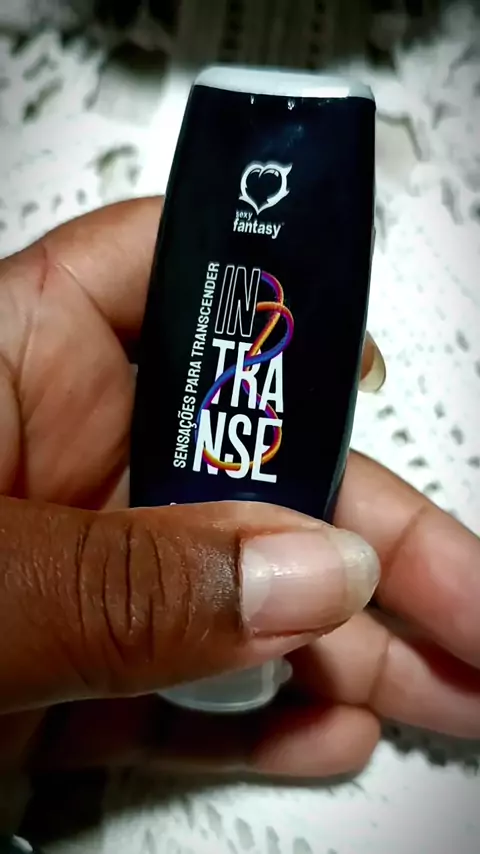 sexy
fantasy
SENSAÇÕES PARA TRANSCENDER
IN
TRA
NSE